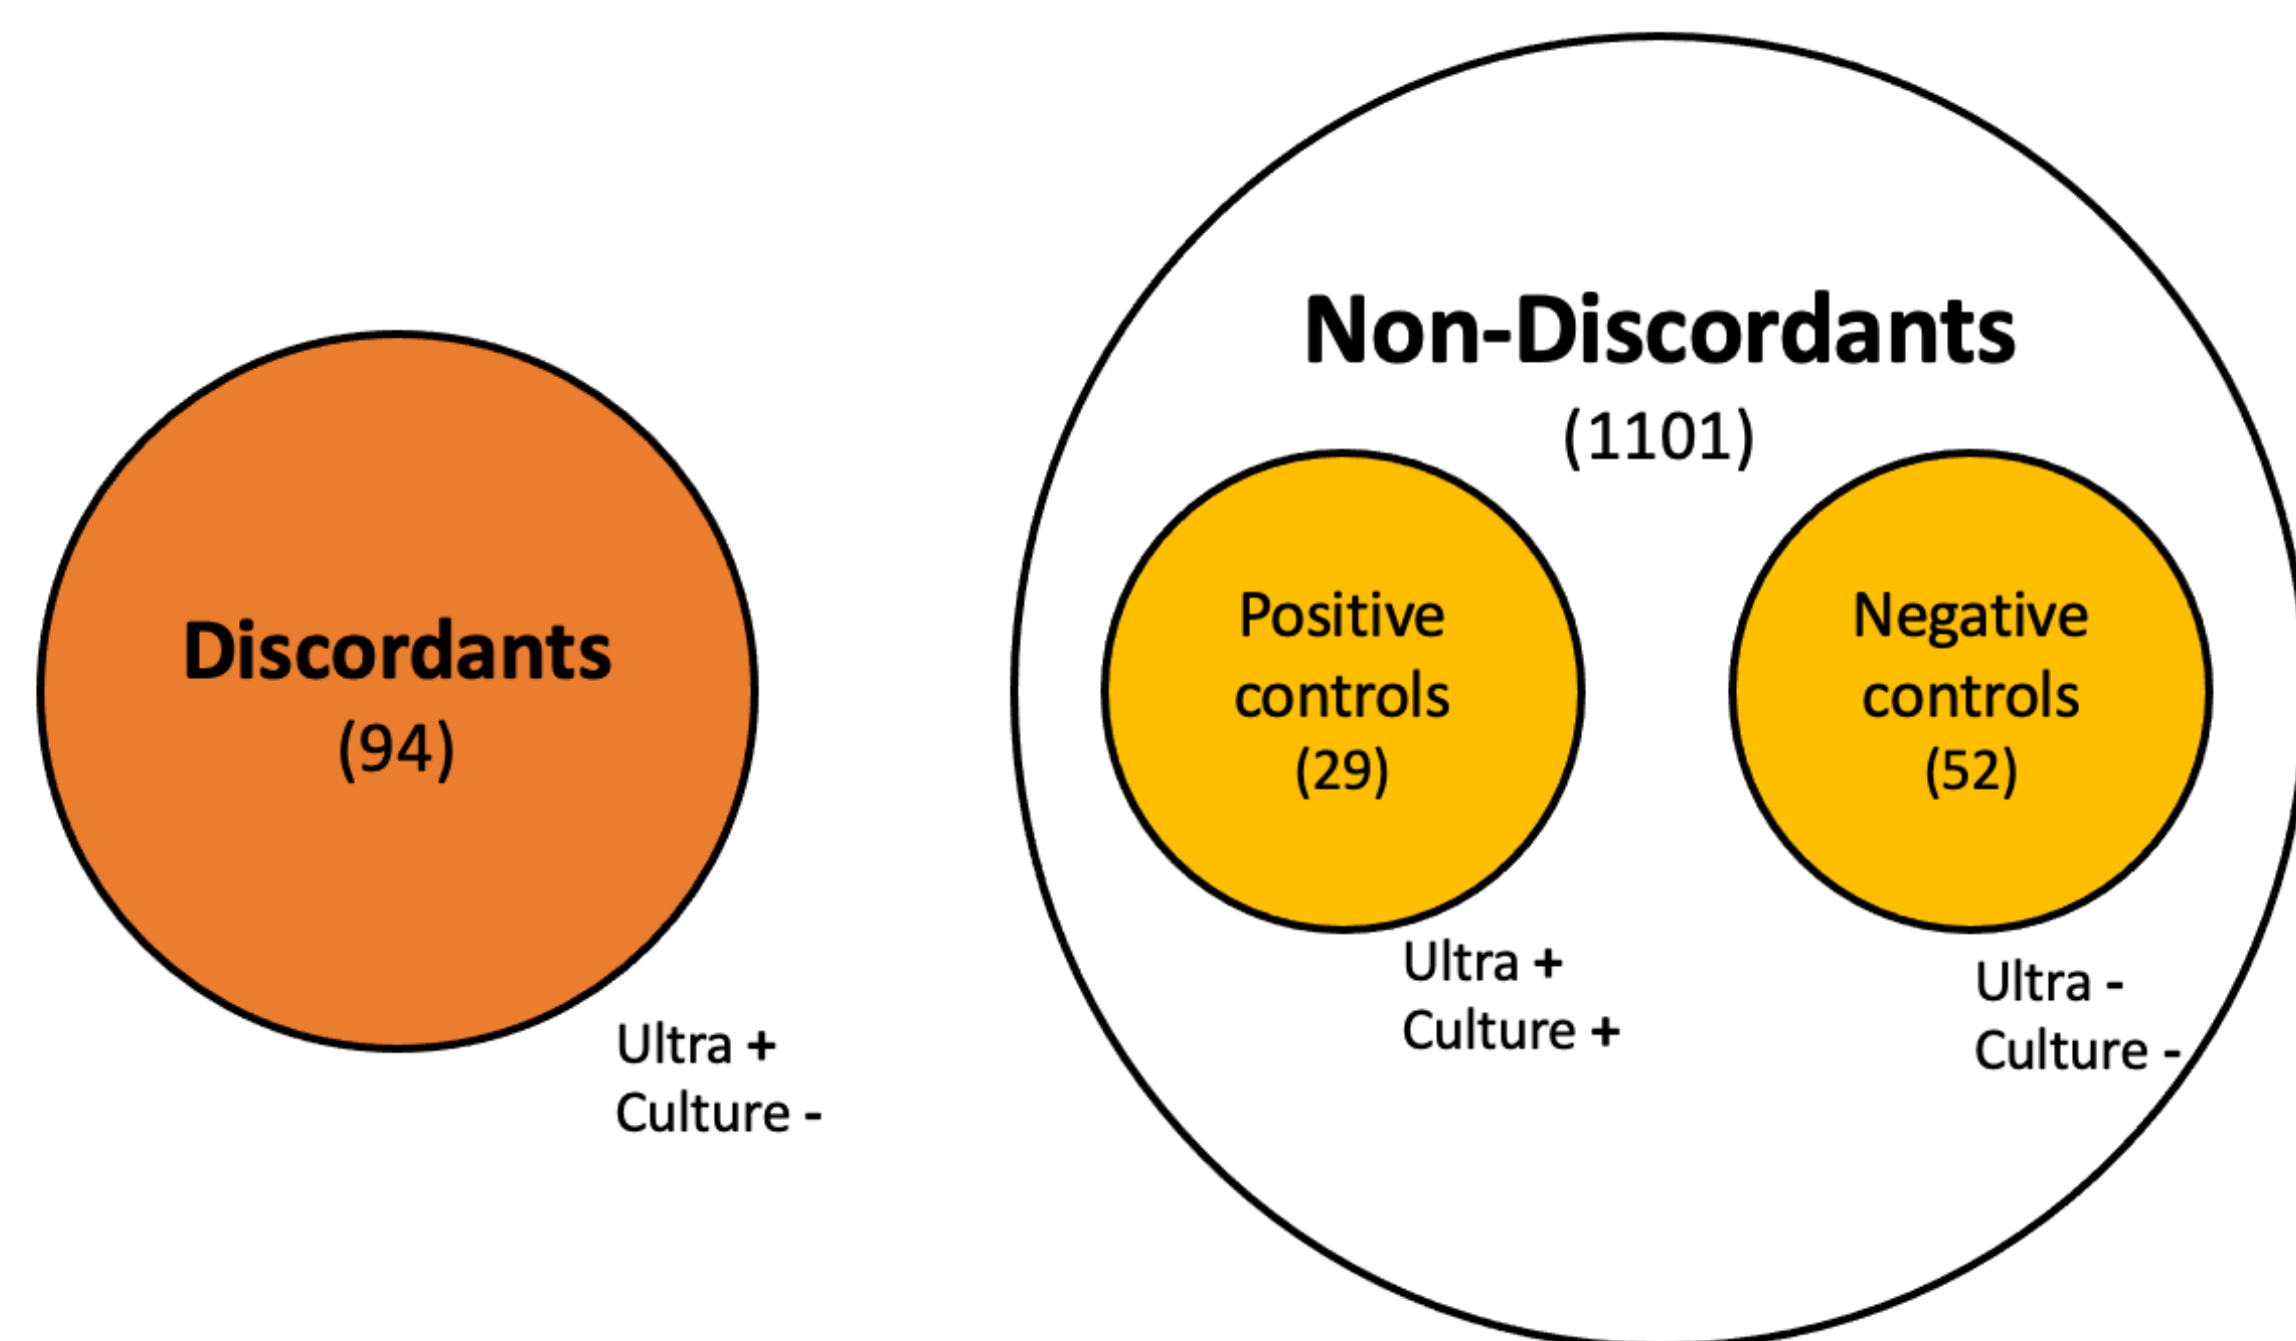 Discordants
(94)
Ultra +
Culture -
Non-Discordants
(1101)
Positive
controls
(29)
Ultra +
Culture +
Negative
controls
(52)
Ultra -
Culture -